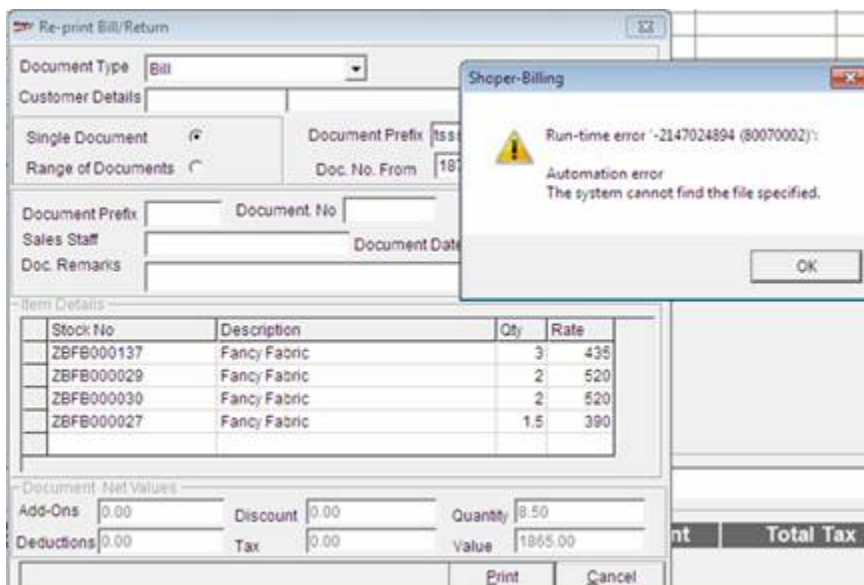 Re-print Bill/Return
Document Type Bill
Customer Details
Single Document
Document Prefix tss
Range of Documents
Doc. No. From 187
Document Prefix
Document. No
Sales Staff
Document Date
Doc. Remarks
Item Details
Stock No Description Qty Rate
ZBFB000137 Fancy Fabric 3 435
ZBFB000029 Fancy Fabric 2 520
ZBFB000030 Fancy Fabric 2 520
ZBFB000027 Fancy Fabric 1.5 390
Document Net Values
Add-Ons 0.00 Discount 0.00 Quantity 8.50
Deductions 0.00 Tax 0.00 Value 1865.00
Print Cancel
Shoper-Billing
Run-time error '-2147024894 (80070002)':
Automation error
The system cannot find the file specified.
OK
nt Total Tax